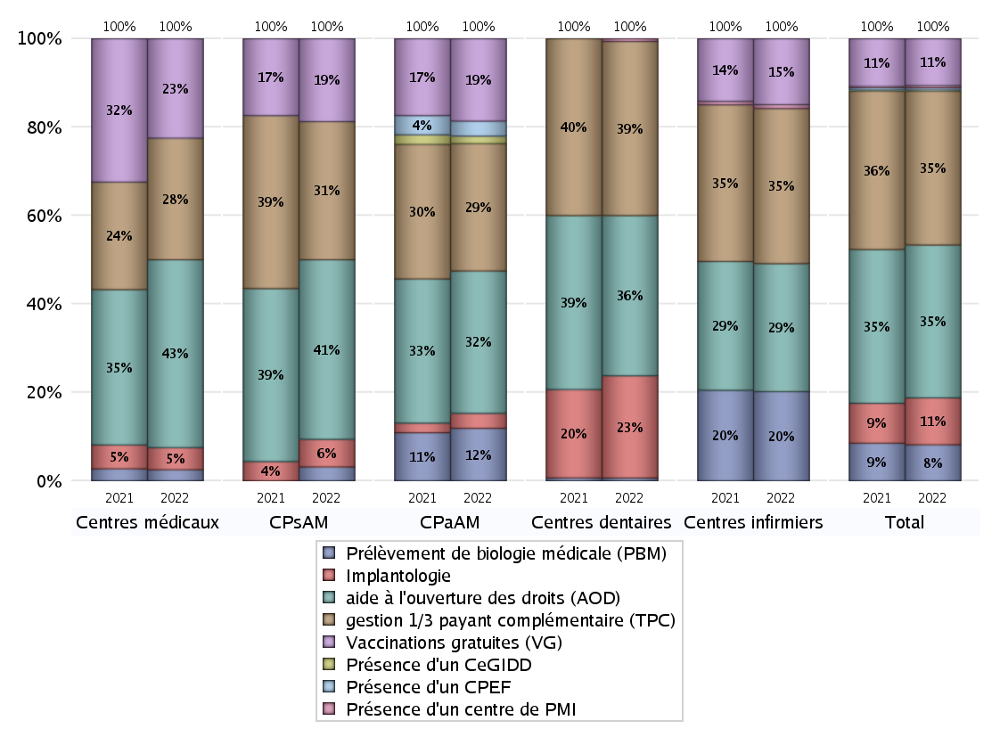 100% 100% 100% 100% 100% 100% 100% 100% 100% 100% 100% 100%
100%
80%
60%
40%
20%
0%
32% 23% 17% 19% 17% 19% 14% 15% 11% 11%
4%
24% 28% 39% 31% 30% 29% 40% 39% 35% 35% 36% 35%
35% 43% 39% 41% 33% 32% 39% 36% 29% 29% 35% 35%
5% 5% 4% 6% 20% 23% 9% 11%
11% 12% 20% 20% 9% 8%
2021 2022 2021 2022 2021 2022 2021 2022 2021 2022 2021 2022
Centres médicaux CPsAM CPaAM Centres dentaires Centres infirmiers Total
Prélèvement de biologie médicale (PBM)
Implantologie
aide à l'ouverture des droits (AOD)
gestion 1/3 payant complémentaire (TPC)
Vaccinations gratuites (VG)
Présence d'un CeGIDD
Présence d'un CPEF
Présence d'un centre de PMI